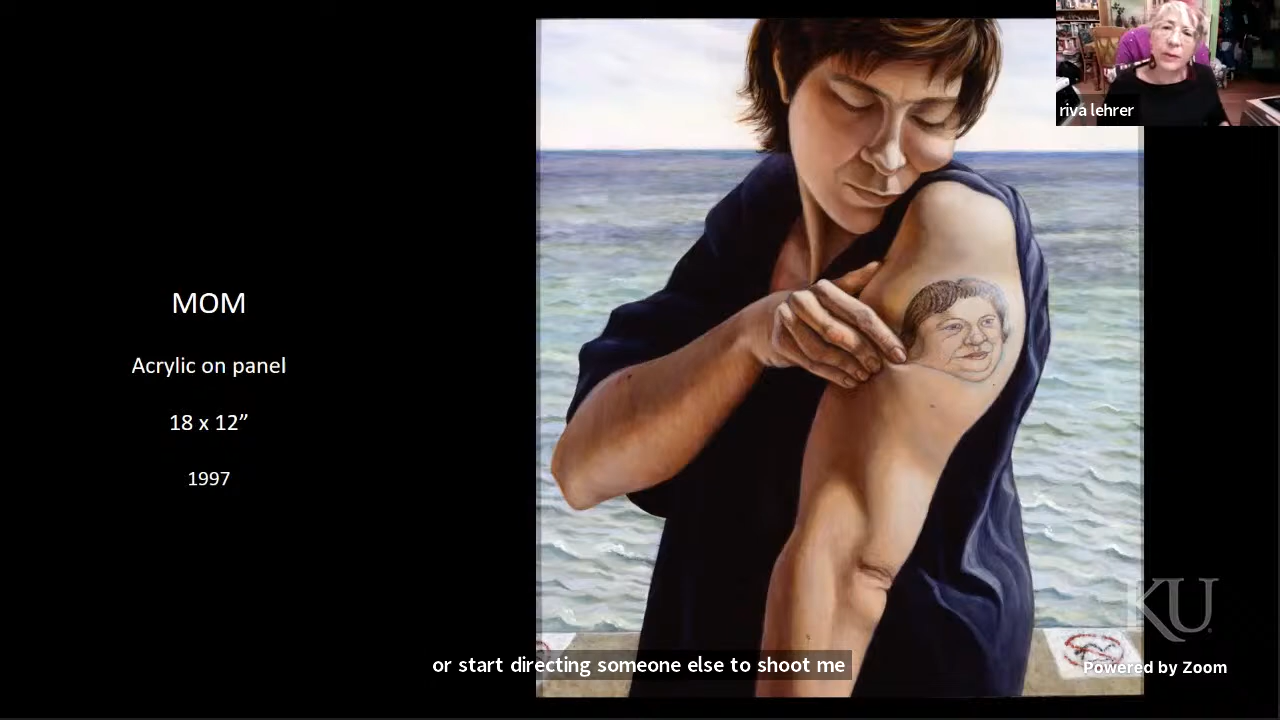 riva lehrer
MOM
Acrylic on panel
18 x 12”
1997
KU
or start directing someone else to shoot me
Powered by Zoom